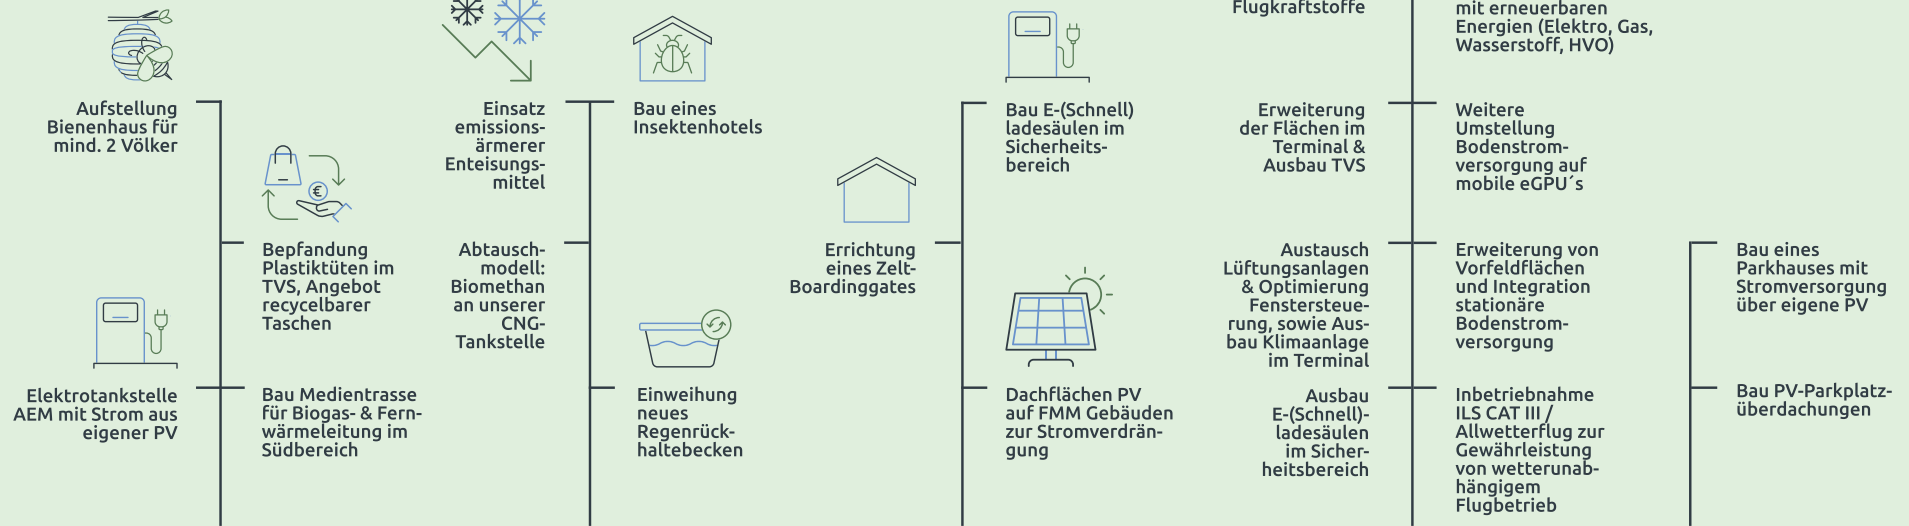 Aufstellung
Bienenhaus für
mind. 2 Völker
Bepfandung
Plastiktüten im
TVS, Angebot
recycelbarer
Taschen
Elektrotankstelle
AEM mit Strom aus
eigener PV
Bau Medientrasse
für Biogas- & Fern-
wärmeleitung im
Südbereich
Einsatz
emissions-
ärmerer
Enteisungs-
mittel
Bau eines
Insektenhotels
Abtausch-
modell:
Biomethan
an unserer
CNG-
Tankstelle
Einweihung
neues
Regenrück-
haltebecken
Bau E-(Schnell)
ladesäulen im
Sicherheits-
bereich
Errichtung
eines Zelt-
Boardinggates
Dachflächen PV
auf FMM Gebäuden
zur Stromverdrän-
gung
Flugkraftstoffe
mit erneuerbaren
Energien (Elektro, Gas,
Wasserstoff, HVO)
Erweiterung
der Flächen im
Terminal &
Ausbau TVS
Weitere
Umstellung
Bodenstrom-
versorgung auf
mobile eGPU´s
Austausch
Lüftungsanlagen
& Optimierung
Fenstersteue-
rung, sowie Aus-
bau Klimaanlage
im Terminal
Erweiterung von
Vorfeldflächen
und Integration
stationäre
Bodenstrom-
versorgung
Ausbau
E-(Schnell)-
ladesäulen
im Sicher-
heitsbereich
Inbetriebnahme
ILS CAT III /
Allwetterflug zur
Gewährleistung
von wetterunab-
hängigem
Flugbetrieb
Bau eines
Parkhauses mit
Stromversorgung
über eigene PV
Bau PV-Parkplatz-
überdachungen